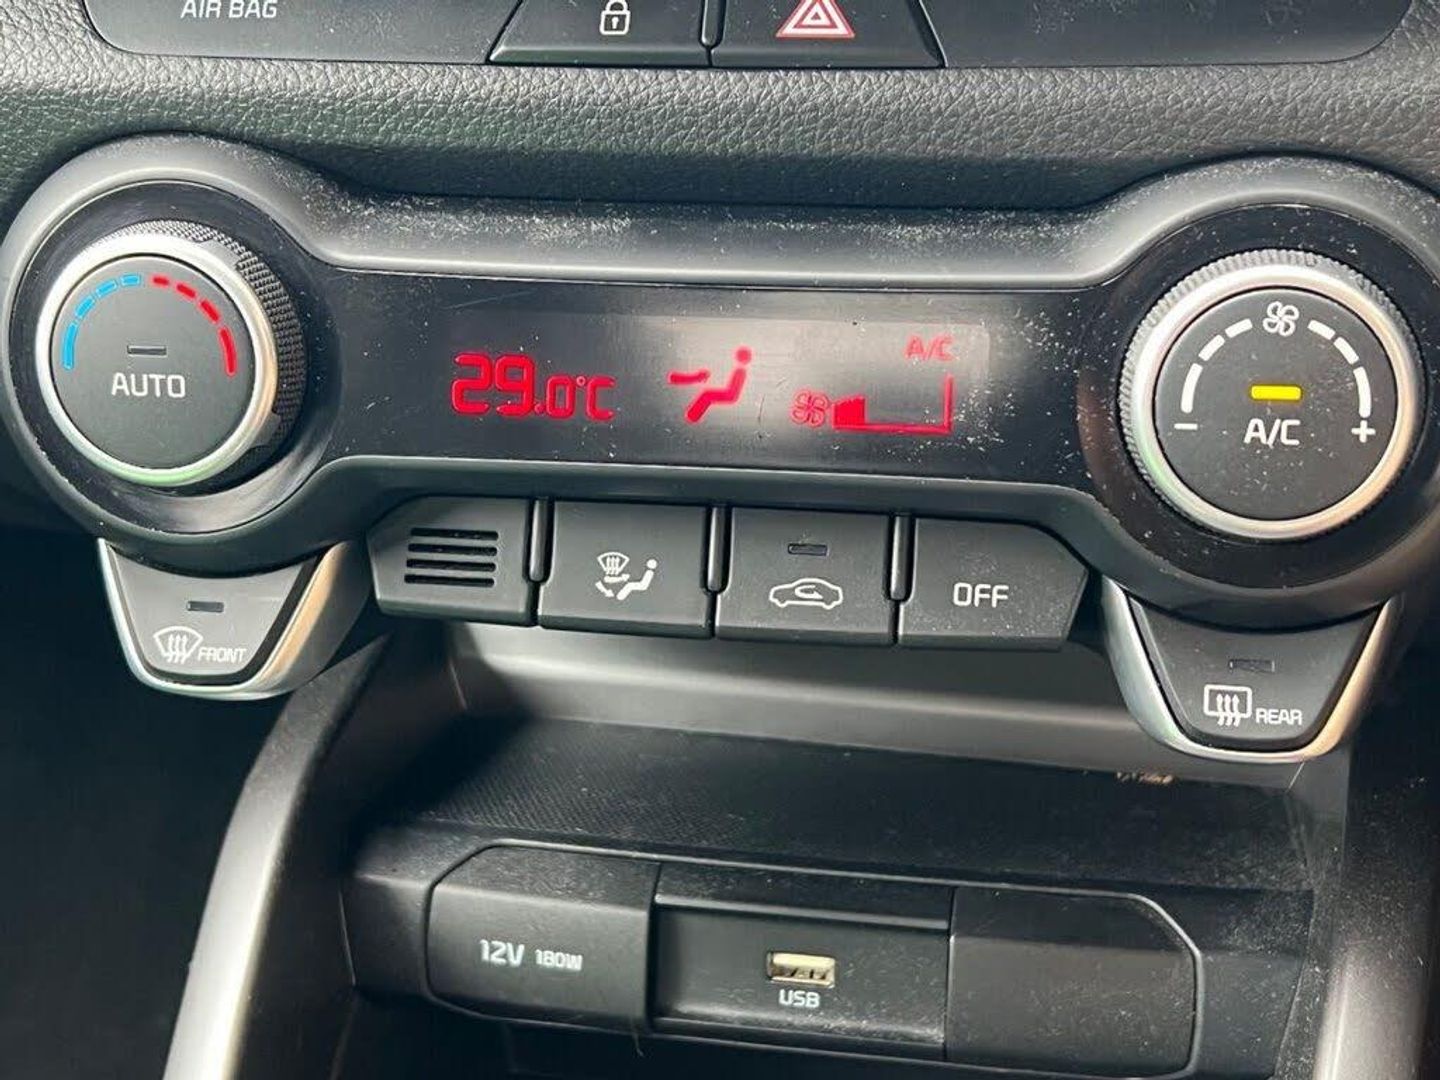 AIR BAG
AUTO
29.0°C
A/C
A/C
- +
FRONT
OFF
REAR
12V 180W
USB